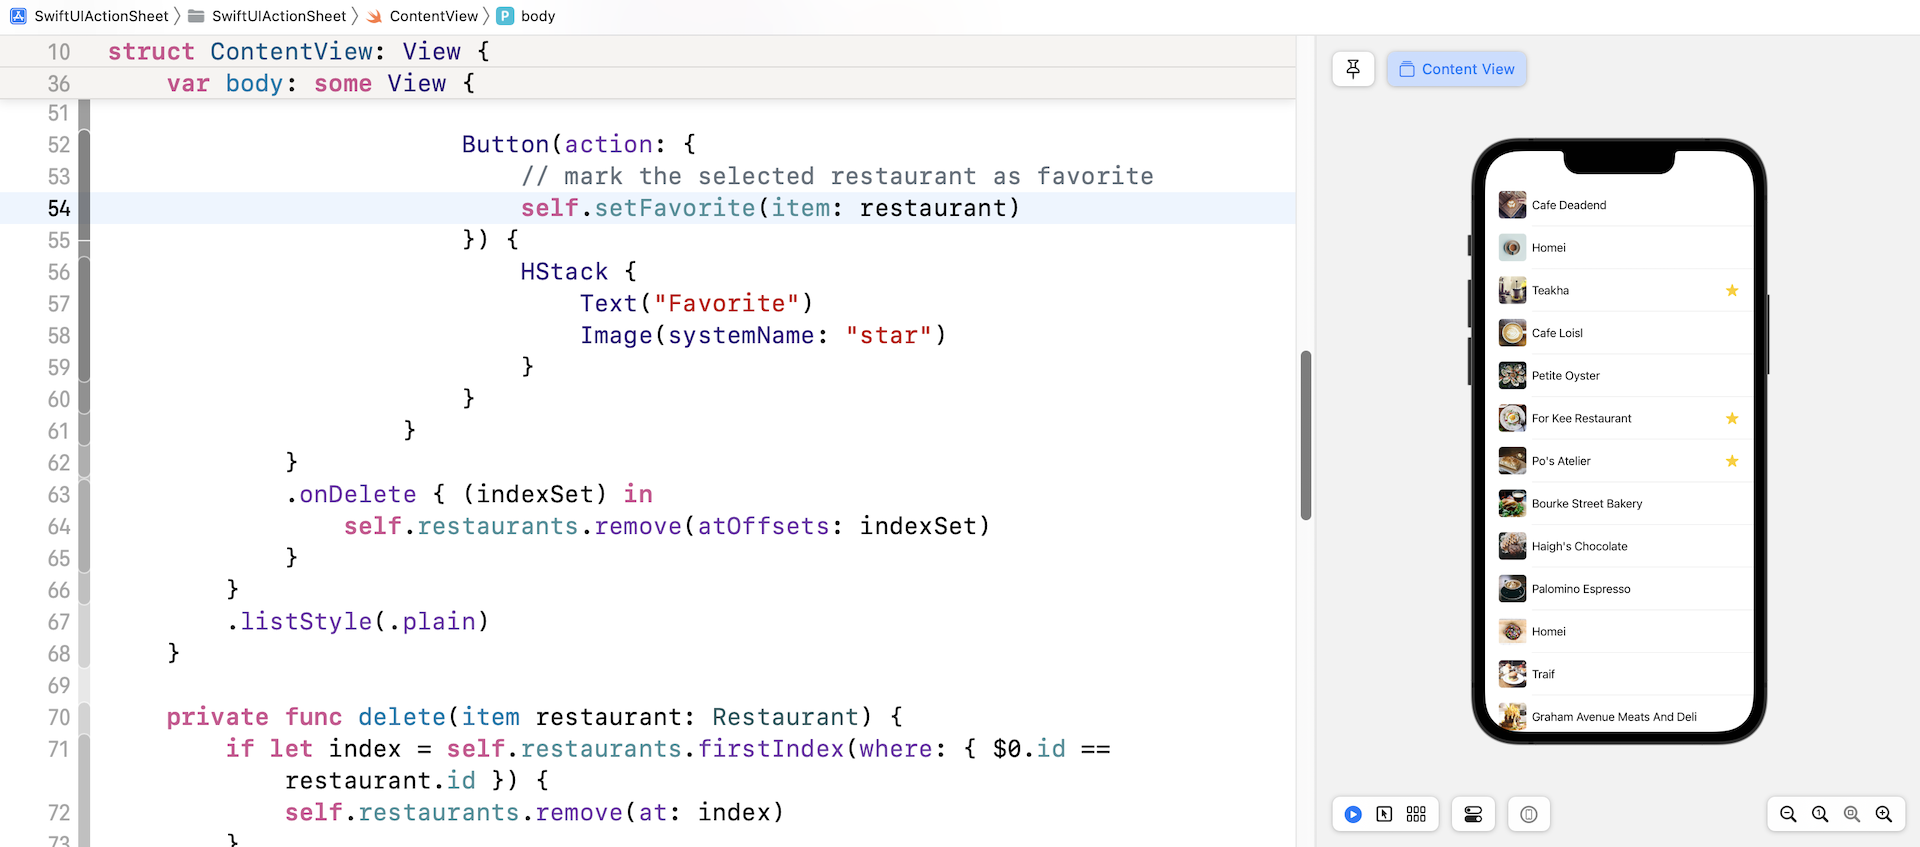 SwiftUIActionSheet SwiftUIActionSheet ContentView P body
10 struct ContentView: View {
36 var body: some View {
51
52 Button(action: {
53 // mark the selected restaurant as favorite
54 self.setFavorite(item: restaurant)
55 }) {
56 HStack {
57 Text("Favorite")
58 Image(systemName: "star")
59 }
60 }
61 }
62 }
63 .onDelete { (indexSet) in
64 self.restaurants.remove(atOffsets: indexSet)
65 }
66 }
67 .listStyle(.plain)
68 }
69
70 private func delete(item restaurant: Restaurant) {
71 if let index = self.restaurants.firstIndex(where: { $0.id ==
restaurant.id }) {
72 self.restaurants.remove(at: index)
73 }
Content View
Cafe Deadend
Homei
Teakha
Cafe Loisl
Petite Oyster
For Kee Restaurant
Po's Atelier
Bourke Street Bakery
Haigh's Chocolate
Palomino Espresso
Homei
Traif
Graham Avenue Meats And Deli